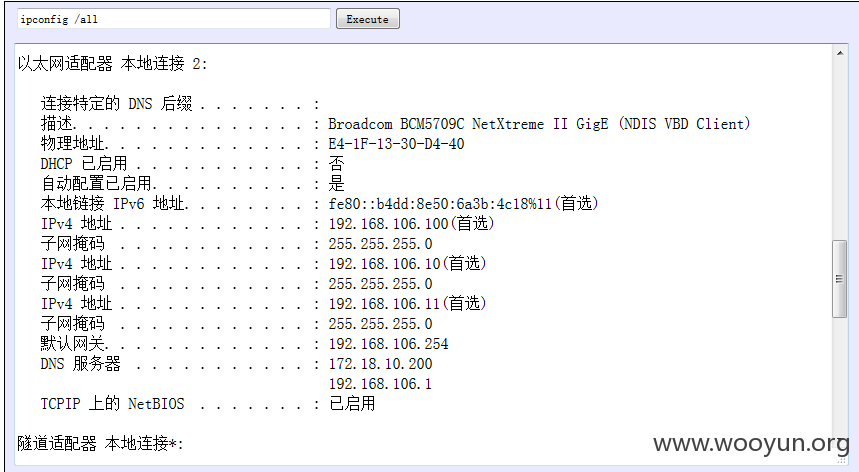 ipconfig /all
Execute
以太网适配器 本地连接 2:
连接特定的 DNS 后缀 . . . . . . . :
描述. . . . . . . . . . . . . . . : Broadcom BCM5709C NetXtreme II GigE (NDIS VBD Client)
物理地址. . . . . . . . . . . . . : E4-1F-13-30-D4-40
DHCP 已启用 . . . . . . . . . . . : 否
自动配置已启用. . . . . . . . . . : 是
本地链接 IPv6 地址. . . . . . . . : fe80::b4dd:8e50:6a3b:4c18%11(首选)
IPv4 地址 . . . . . . . . . . . . : 192.168.106.100(首选)
子网掩码  . . . . . . . . . . . . : 255.255.255.0
IPv4 地址 . . . . . . . . . . . . : 192.168.106.10(首选)
子网掩码  . . . . . . . . . . . . : 255.255.255.0
IPv4 地址 . . . . . . . . . . . . : 192.168.106.11(首选)
子网掩码  . . . . . . . . . . . . : 255.255.255.0
默认网关. . . . . . . . . . . . . : 192.168.106.254
DNS 服务器  . . . . . . . . . . . : 172.18.10.200
192.168.106.1
TCPIP 上的 NetBIOS  . . . . . . . : 已启用
隧道适配器 本地连接*:
www.wooyun.org